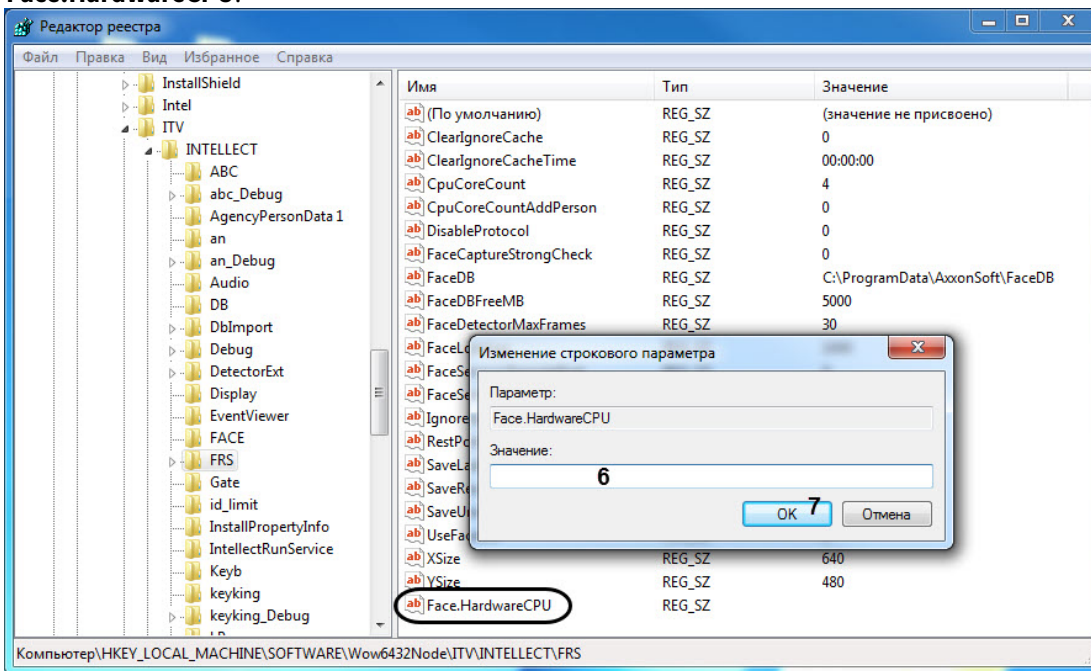 Face.HardwareCPU.
Редактор реестра
Файл Правка Вид Избранное Справка
InstallShield
Intel
ITV
INTELLECT
ABC
abc_Debug
AgencyPersonData 1
an
an_Debug
Audio
DB
DbImport
Debug
DetectorExt
Display
EventViewer
FACE
FRS
Gate
id_limit
InstallPropertyInfo
IntellectRunService
Keyb
keyking
keyking_Debug
Имя Тип Значение
(По умолчанию) REG_SZ (значение не присвоено)
ClearIgnoreCache REG_SZ 0
ClearIgnoreCacheTime REG_SZ 00:00:00
CpuCoreCount REG_SZ 4
CpuCoreCountAddPerson REG_SZ 0
DisableProtocol REG_SZ 0
FaceCaptureStrongCheck REG_SZ 0
FaceDB REG_SZ C:\ProgramData\AxxonSoft\FaceDB
FaceDBFreeMB REG_SZ 5000
FaceDetectorMaxFrames REG_SZ 30
XSize REG_SZ 640
YSize REG_SZ 480
Face.HardwareCPU REG_SZ
Изменение строкового параметра
Параметр:
Face.HardwareCPU
Значение:
6
OK 7 Отмена
Компьютер\HKEY_LOCAL_MACHINE\SOFTWARE\Wow6432Node\ITV\INTELLECT\FRS